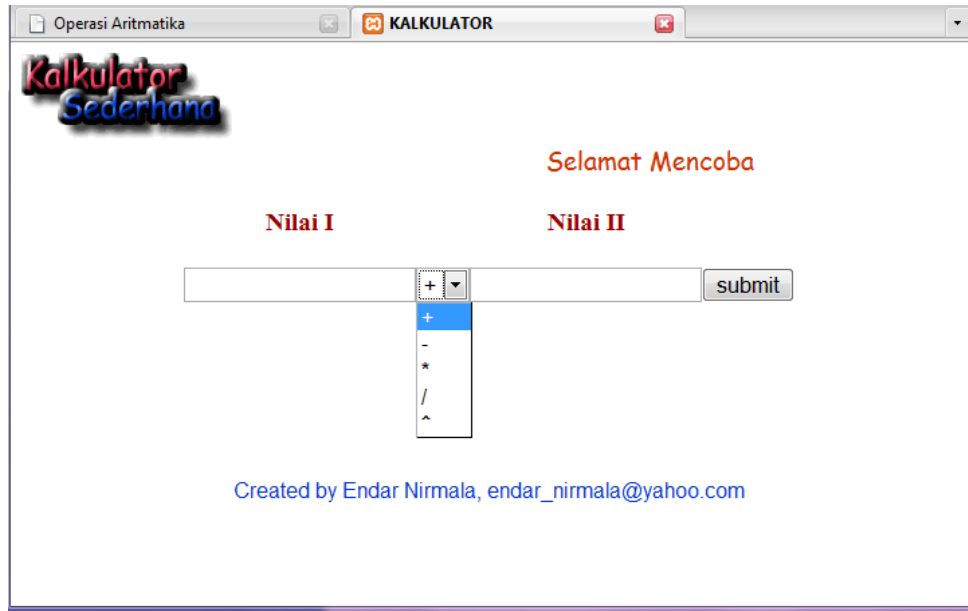 Operasi Aritmatika KALKULATOR
Kalkulator
Sederhana
Selamat Mencoba
Nilai I Nilai II
+ submit
+
-
*
/
^
Created by Endar Nirmala, endar_nirmala@yahoo.com